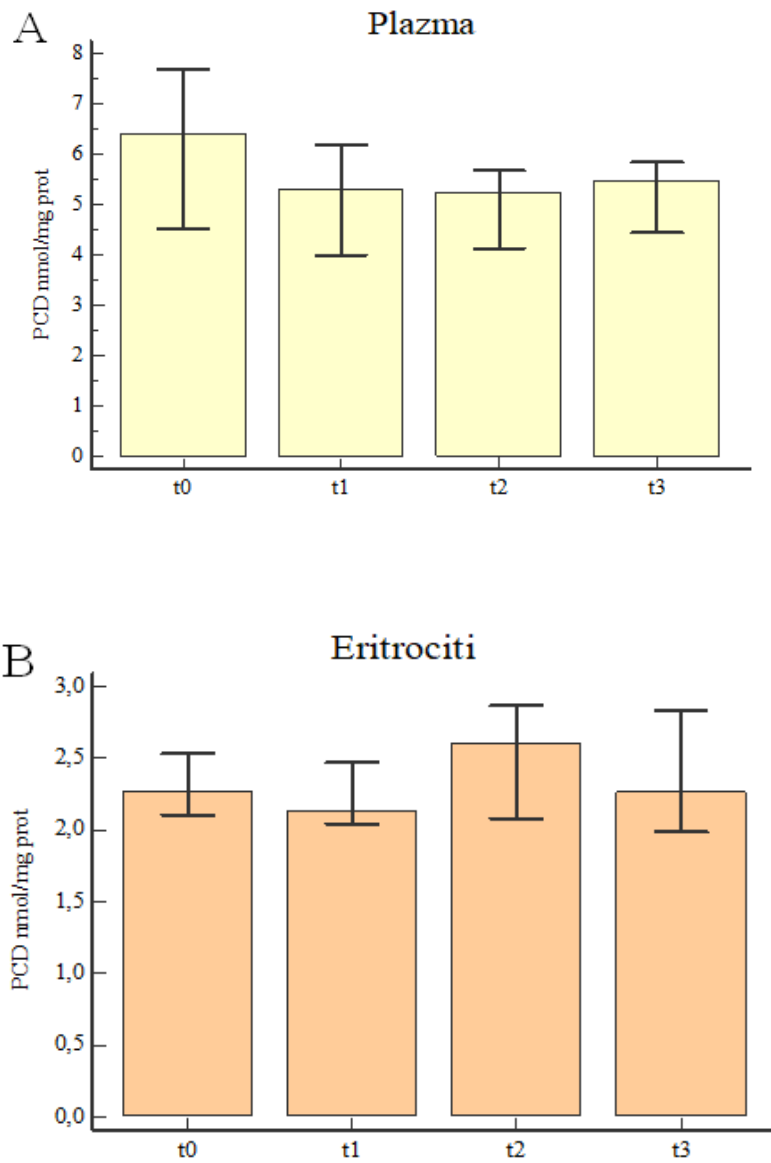 A
Plazma
8
7
6
5
4
3
2
1
0
PCD nmol/mg prot
t0 t1 t2 t3
B
Eritrociti
3,0
2,5
2,0
1,5
1,0
0,5
0,0
PCD nmol/mg prot
t0 t1 t2 t3